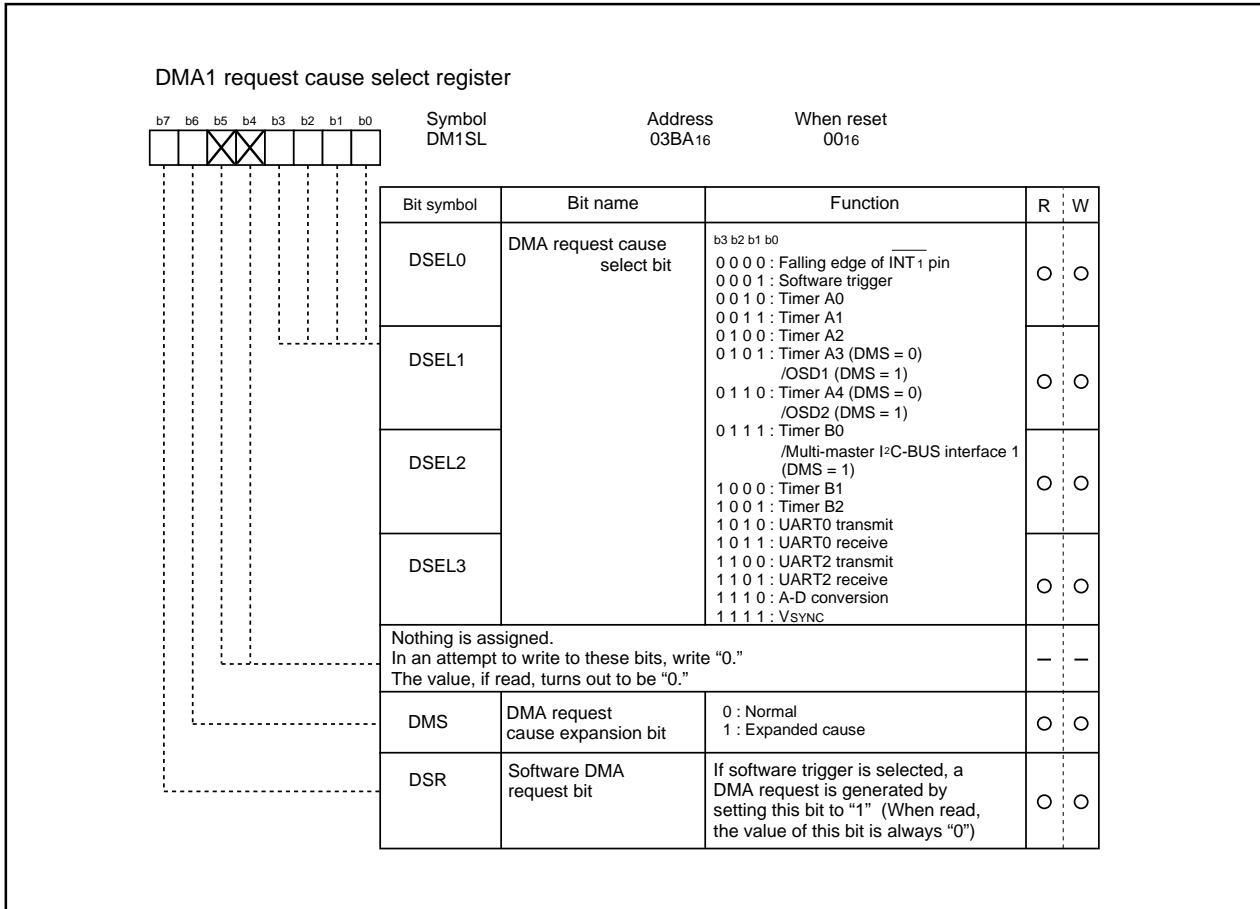 DMA1 request cause select register
b7 b6 b5 b4 b3 b2 b1 b0
Symbol Address When reset
DM1SL 03BA16 0016
Bit symbol Bit name Function R W
DSEL0
DMA request cause
select bit
b3 b2 b1 b0
0 0 0 0 : Falling edge of INT1 pin
0 0 0 1 : Software trigger
0 0 1 0 : Timer A0
0 0 1 1 : Timer A1
0 1 0 0 : Timer A2
0 1 0 1 : Timer A3 (DMS = 0)
/OSD1 (DMS = 1)
0 1 1 0 : Timer A4 (DMS = 0)
/OSD2 (DMS = 1)
0 1 1 1 : Timer B0
/Multi-master I2C-BUS interface 1
(DMS = 1)
1 0 0 0 : Timer B1
1 0 0 1 : Timer B2
1 0 1 0 : UART0 transmit
1 0 1 1 : UART0 receive
1 1 0 0 : UART2 transmit
1 1 0 1 : UART2 receive
1 1 1 0 : A-D conversion
1 1 1 1 : VSYNC
DSEL1
DSEL2
DSEL3
Nothing is assigned.
In an attempt to write to these bits, write “0.”
The value, if read, turns out to be “0.”
– –
DMS
DMA request
cause expansion bit
0 : Normal
1 : Expanded cause
DSR
Software DMA
request bit
If software trigger is selected, a
DMA request is generated by
setting this bit to “1” (When read,
the value of this bit is always “0”)